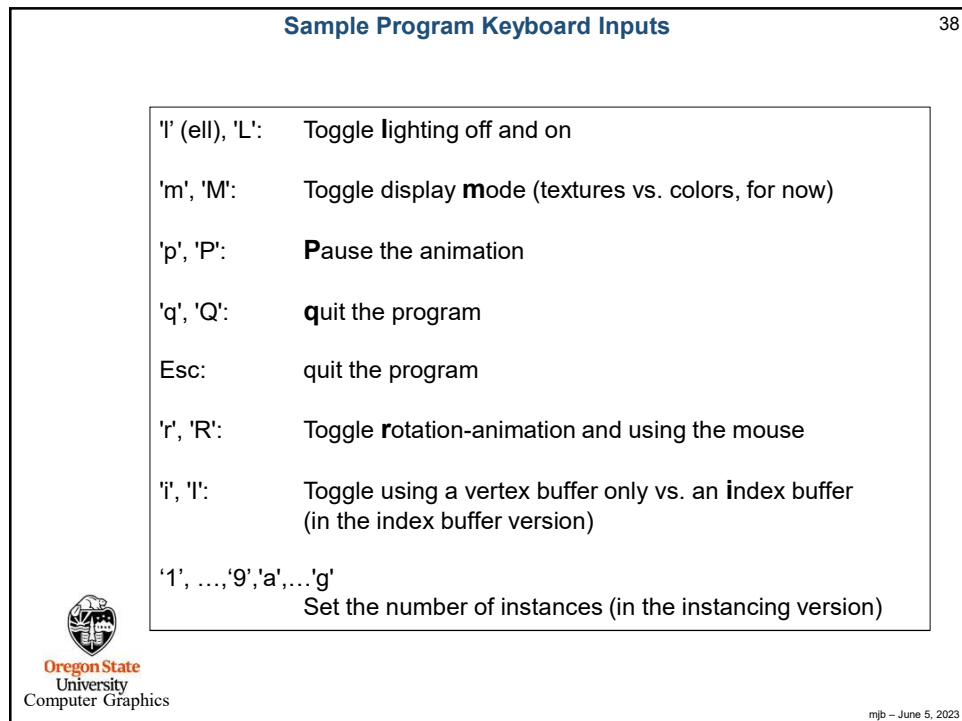 Sample Program Keyboard Inputs
38
'l’ (ell), 'L': Toggle lighting off and on
'm', 'M': Toggle display mode (textures vs. colors, for now)
'p', 'P': Pause the animation
'q', 'Q': quit the program
Esc: quit the program
'r', 'R': Toggle rotation-animation and using the mouse
'i', 'I': Toggle using a vertex buffer only vs. an index buffer
(in the index buffer version)
‘1’, …,‘9’,'a',…'g'
Set the number of instances (in the instancing version)
Oregon State
University
Computer Graphics
mjb – June 5, 2023